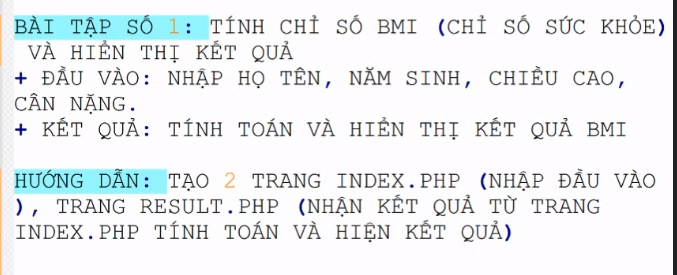 BÀI TẬP SỐ 1: TÍNH CHỈ SỐ BMI (CHỈ SỐ SỨC KHỎE)
VÀ HIỂN THỊ KẾT QUẢ
+ ĐẦU VÀO: NHẬP HỌ TÊN, NĂM SINH, CHIỀU CAO,
CÂN NẶNG.
+ KẾT QUẢ: TÍNH TOÁN VÀ HIỂN THỊ KẾT QUẢ BMI
HƯỚNG DẪN: TẠO 2 TRANG INDEX.PHP (NHẬP ĐẦU VÀO
), TRANG RESULT.PHP (NHẬN KẾT QUẢ TỪ TRANG
INDEX.PHP TÍNH TOÁN VÀ HIỆN KẾT QUẢ)